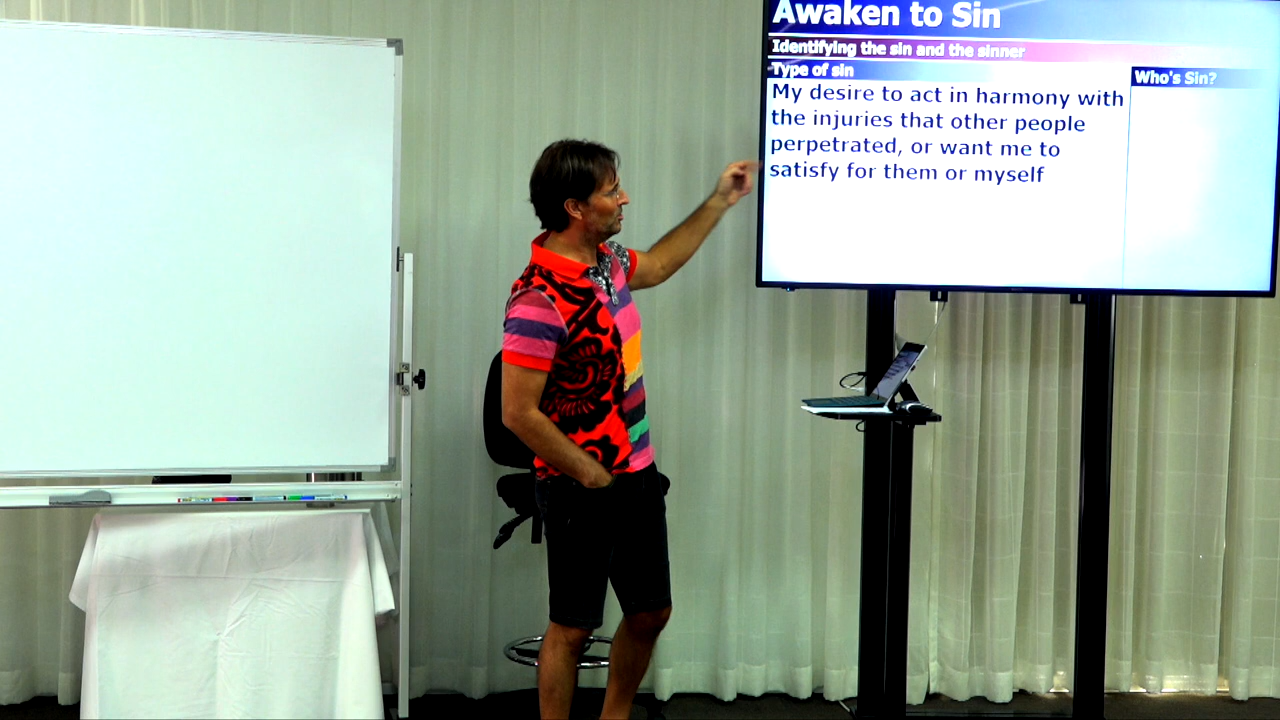 Awaken to Sin
Identifying the sin and the sinner
Type of sin
Who's Sin?
My desire to act in harmony with
the injuries that other people
perpetrated, or want me to
satisfy for them or myself